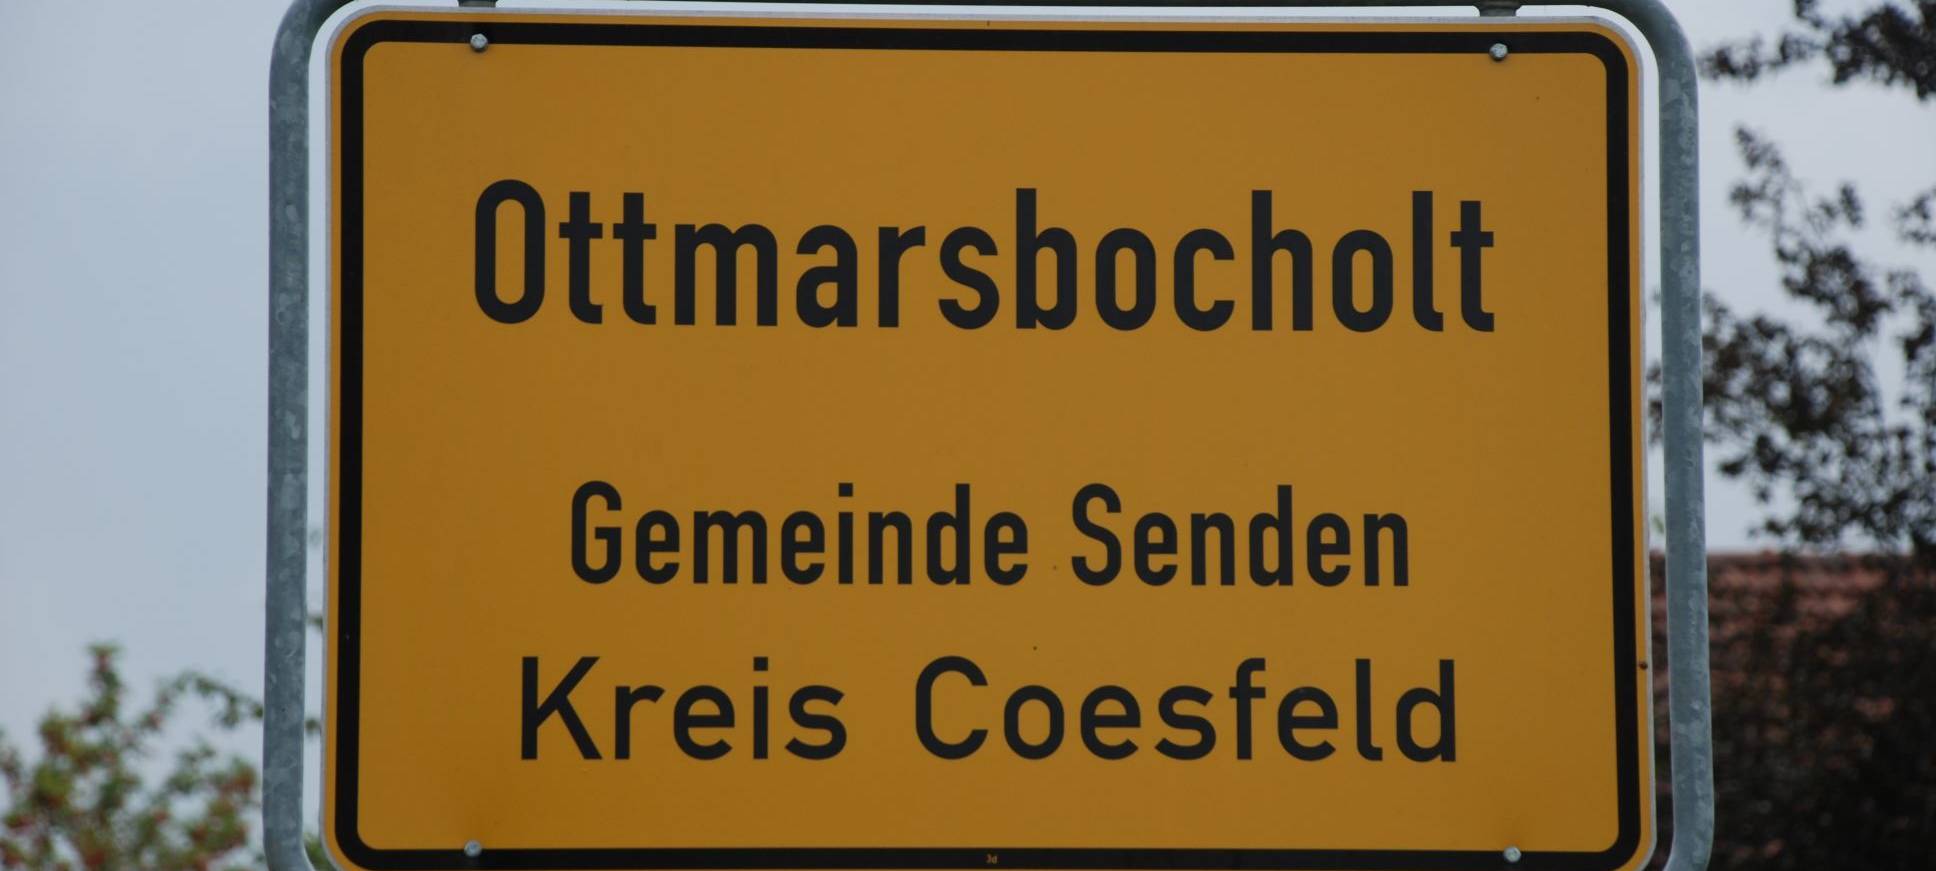 Ottmarsbocholt
Gemeinde Senden
Kreis Coesfeld